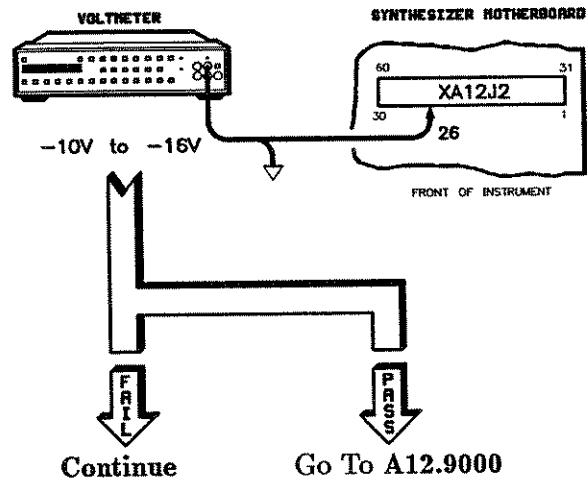 VOLTMETER
SYNTHESIZER MOTHERBOARD
60 31
XA12J2
30 1
26
-10V to -16V
FRONT OF INSTRUMENT
FAIL
PASS
Continue
Go To A12.9000